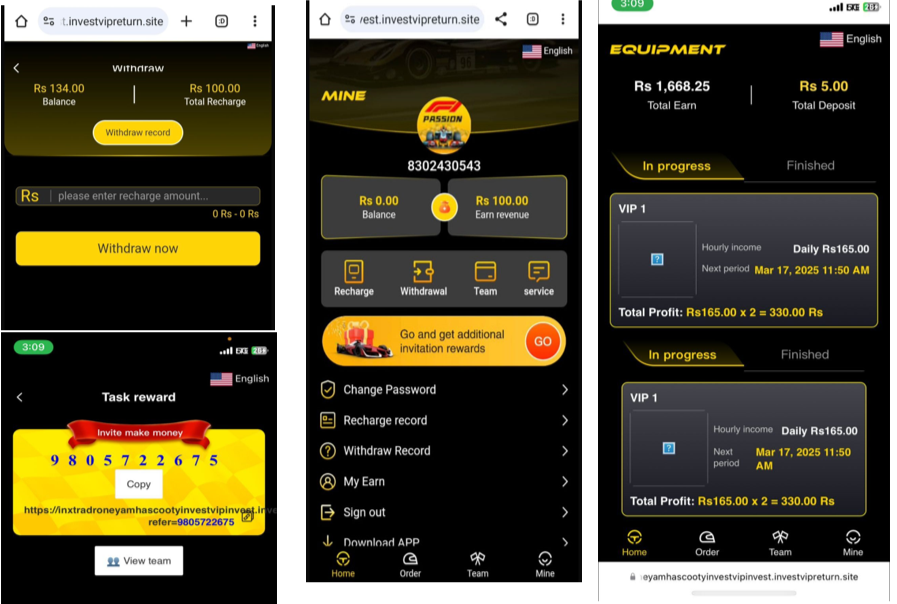 t.investvipreturn.site
English
Withdraw
Rs 134.00
Balance
Rs 100.00
Total Recharge
Withdraw record
Rs
please enter recharge amount...
0 Rs - 0 Rs
Withdraw now
3:09
5G
English
Task reward
Invite make money
9 8 0 5 7 2 2 6 7 5
Copy
https://inxtradroneyamhascootyinvestvipinvest.inve
refer=9805722675
View team
vest.investvipreturn.site
English
MINE
PASSION
8302430543
Rs 0.00
Balance
Rs 100.00
Earn revenue
Recharge
Withdrawal
Team
service
Go and get additional
invitation rewards
GO
Change Password
Recharge record
Withdraw Record
My Earn
Sign out
Download APP
Home
Order
Team
Mine
3:09
English
EQUIPMENT
Rs 1,668.25
Total Earn
Rs 5.00
Total Deposit
In progress
Finished
VIP 1
Hourly income
Daily Rs165.00
Next period
Mar 17, 2025 11:50 AM
Total Profit: Rs165.00 x 2 = 330.00 Rs
In progress
Finished
VIP 1
Hourly income
Daily Rs165.00
Next
period
Mar 17, 2025 11:50
AM
Total Profit: Rs165.00 x 2 = 330.00 Rs
Home
Order
Team
Mine
eyamhascootyinvestvipinvest.investvipreturn.site